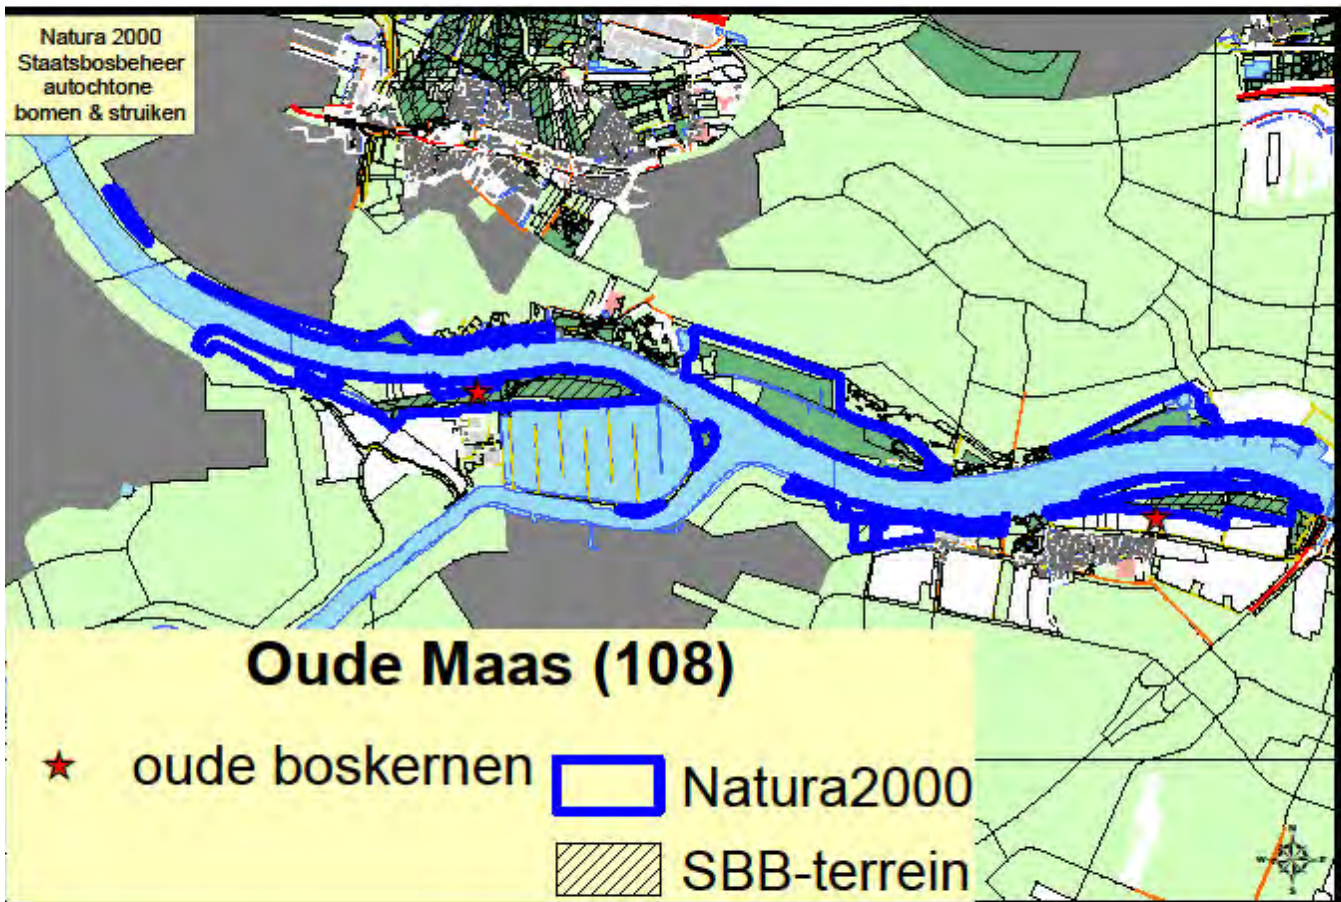 Natura 2000
Staatsbosbeheer
autochtone
bomen & struiken
Oude Maas (108)
oude boskernen
Natura2000
SBB-terrein
N
W
S